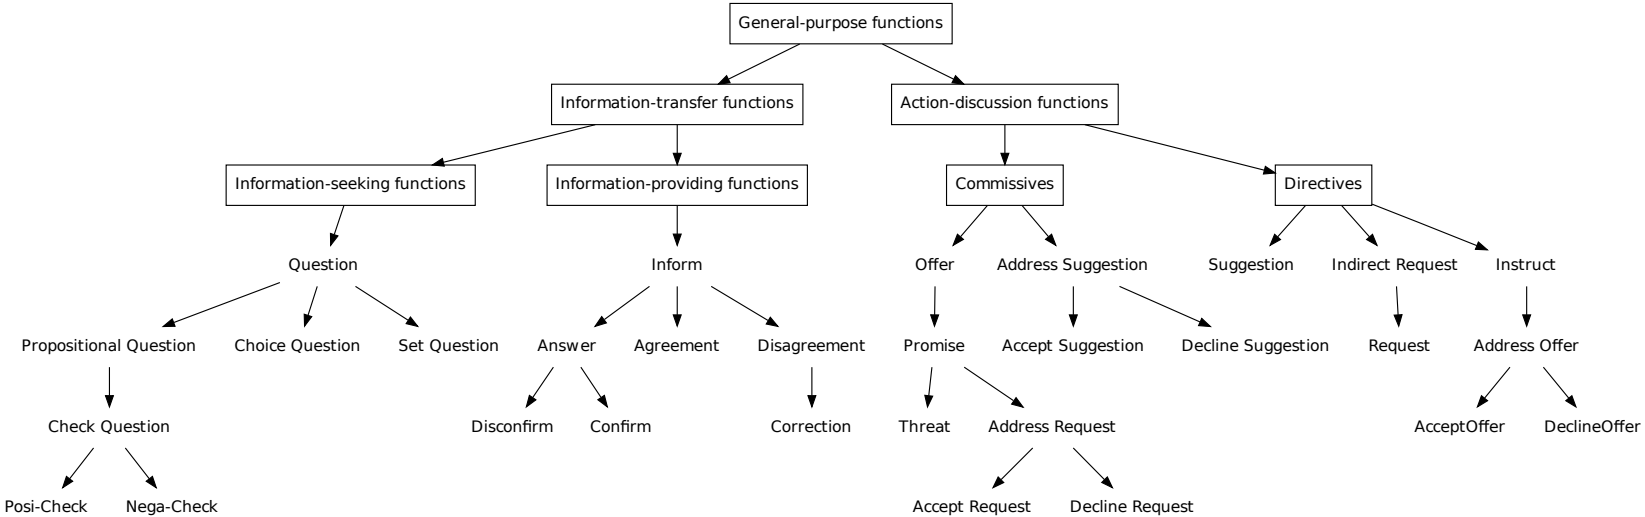 General-purpose functions
Information-transfer functions
Action-discussion functions
Information-seeking functions
Information-providing functions
Commissives
Directives
Question
Inform
Offer
Address Suggestion
Suggestion
Indirect Request
Instruct
Propositional Question
Choice Question
Set Question
Answer
Agreement
Disagreement
Promise
Accept Suggestion
Decline Suggestion
Request
Address Offer
Check Question
Disconfirm
Confirm
Correction
Threat
Address Request
AcceptOffer
DeclineOffer
Posi-Check
Nega-Check
Accept Request
Decline Request